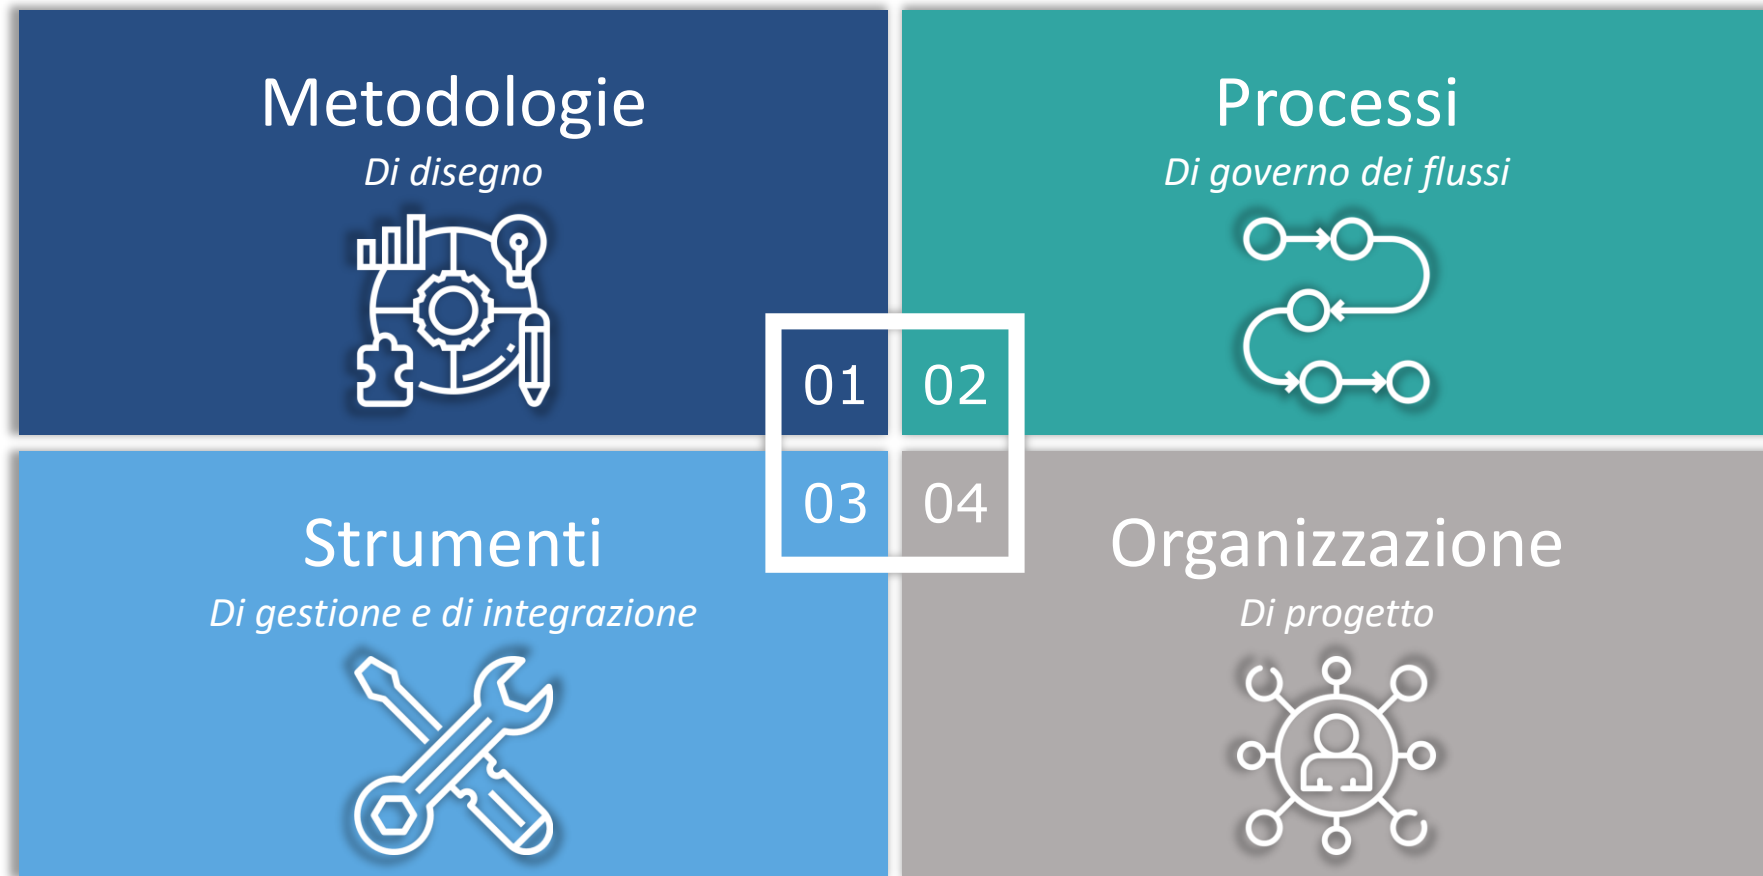 Metodologie
Di disegno
01
Processi
Di governo dei flussi
02
Strumenti
Di gestione e di integrazione
03
Organizzazione
Di progetto
04